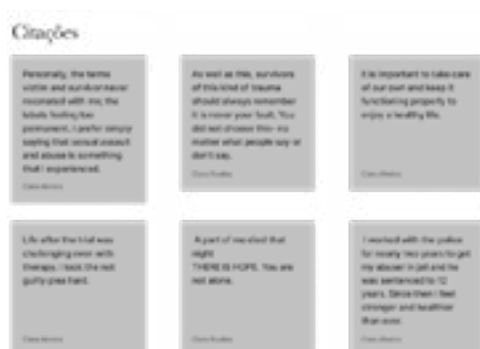 Citações
Personally, the terms
victim and survivor never
resonated with me, the
labels feeling too
permanent. I prefer simply
saying that sexual assault
and abuse is something
that I experienced.
As well as this, survivors
of this kind of trauma
should always remember
it is never your fault. You
did not choose this- no
matter what people say or
don't say.
It is important to take care
of our own and keep it
functioning properly to
enjoy a healthy life.
Life after the trial was
challenging even with
therapy. I took the not
guilty plea hard.
A part of me died that
night
THERE IS HOPE. You are
not alone.
I worked with the police
for nearly two years to get
my abuser in jail and he
was sentenced to 12
years. Since then I feel
stronger and healthier
than ever.